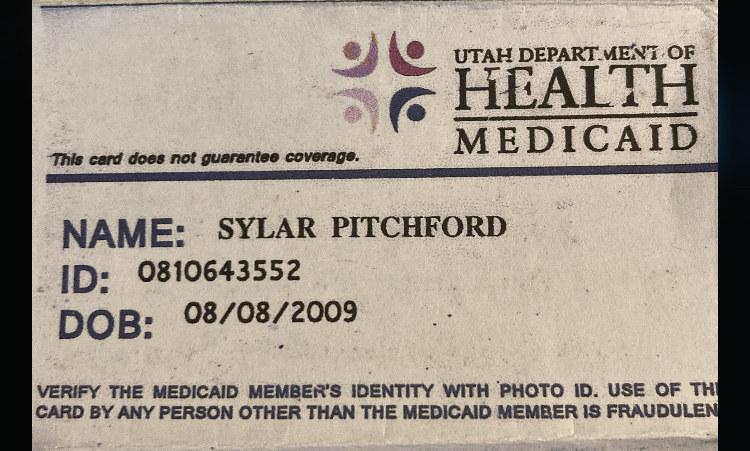 UTAH DEPARTMENT OF
HEALTH
MEDICAID
This card does not guarantee coverage.
NAME: SYLAR PITCHFORD
ID: 0810643552
DOB: 08/08/2009
VERIFY THE MEDICAID MEMBER'S IDENTITY WITH PHOTO ID. USE OF TH
CARD BY ANY PERSON OTHER THAN THE MEDICAID MEMBER IS FRAUDULEN